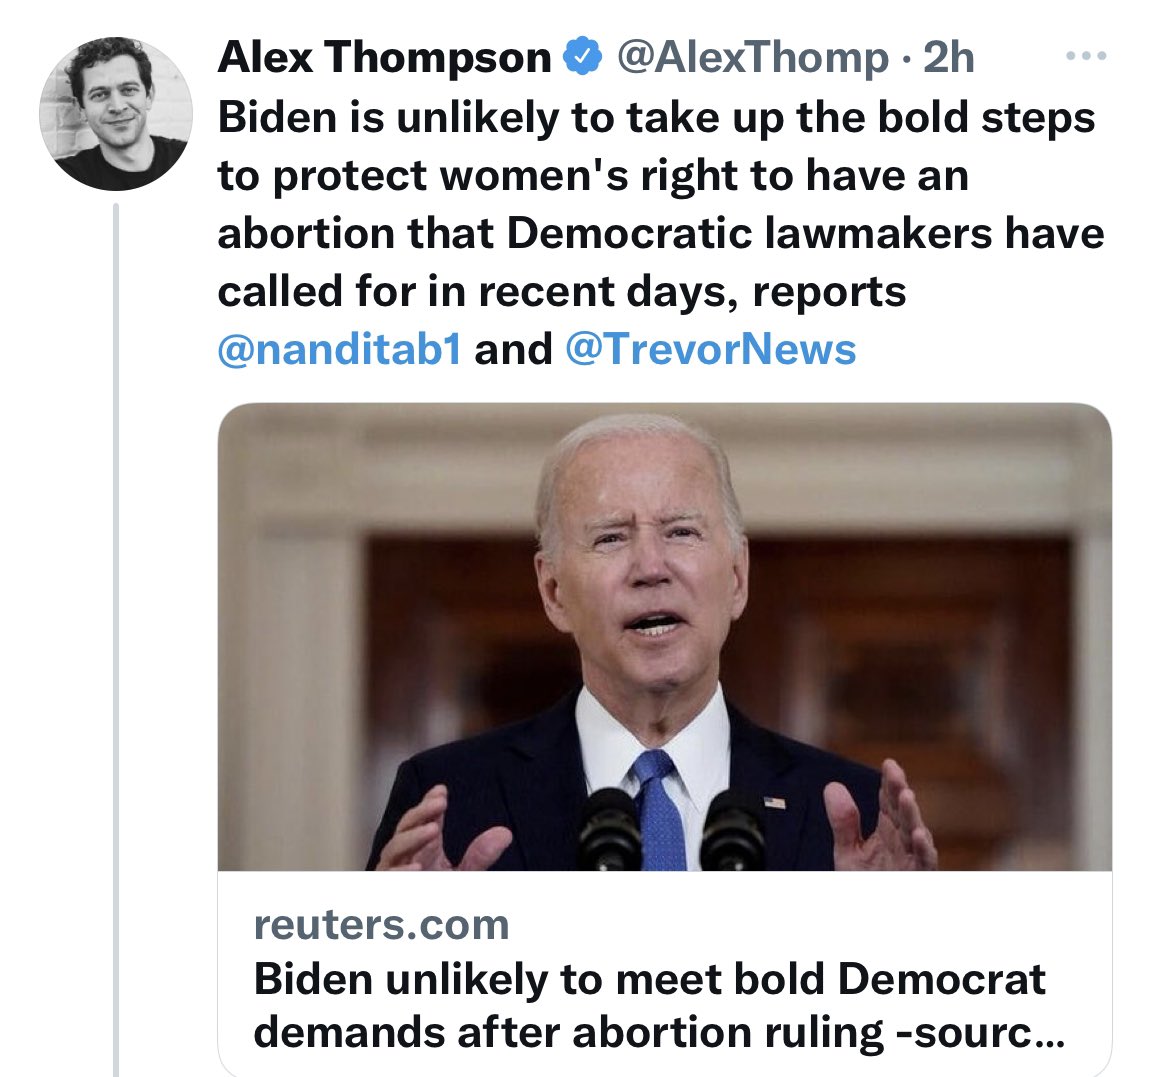 Alex Thompson @AlexThomp · 2h
Biden is unlikely to take up the bold steps
to protect women's right to have an
abortion that Democratic lawmakers have
called for in recent days, reports
@nanditab1 and @TrevorNews
reuters.com
Biden unlikely to meet bold Democrat
demands after abortion ruling -sourc...